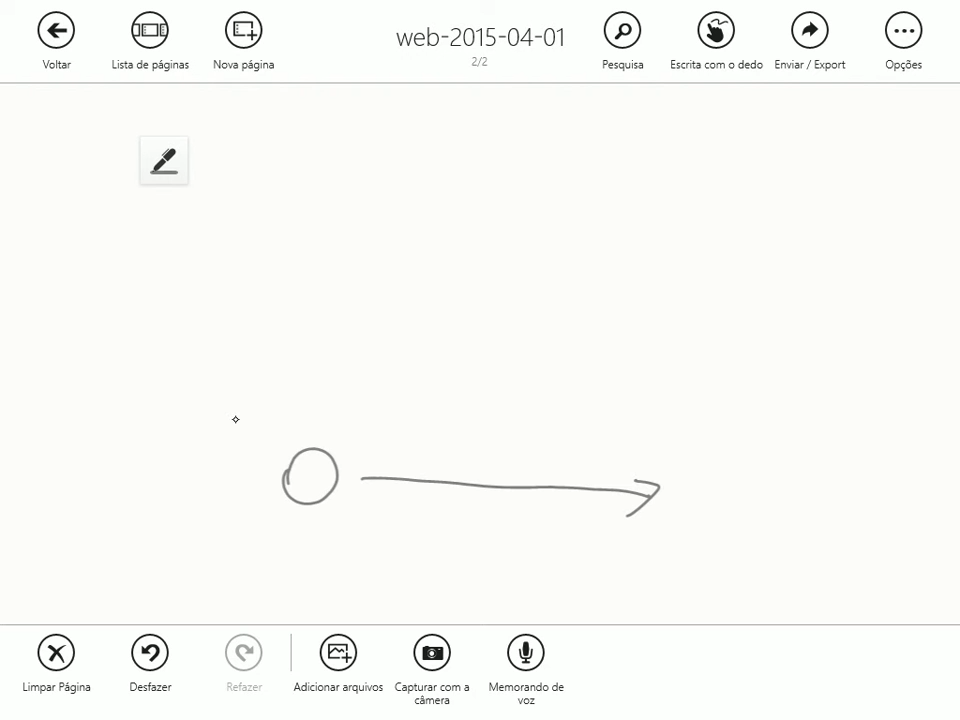 web-2015-04-01
2/2
Voltar
Lista de páginas
Nova página
Pesquisa
Escrita com o dedo
Enviar / Export
Opções
Limpar Página
Desfazer
Refazer
Adicionar arquivos
Capturar com a
câmera
Memorando de
voz